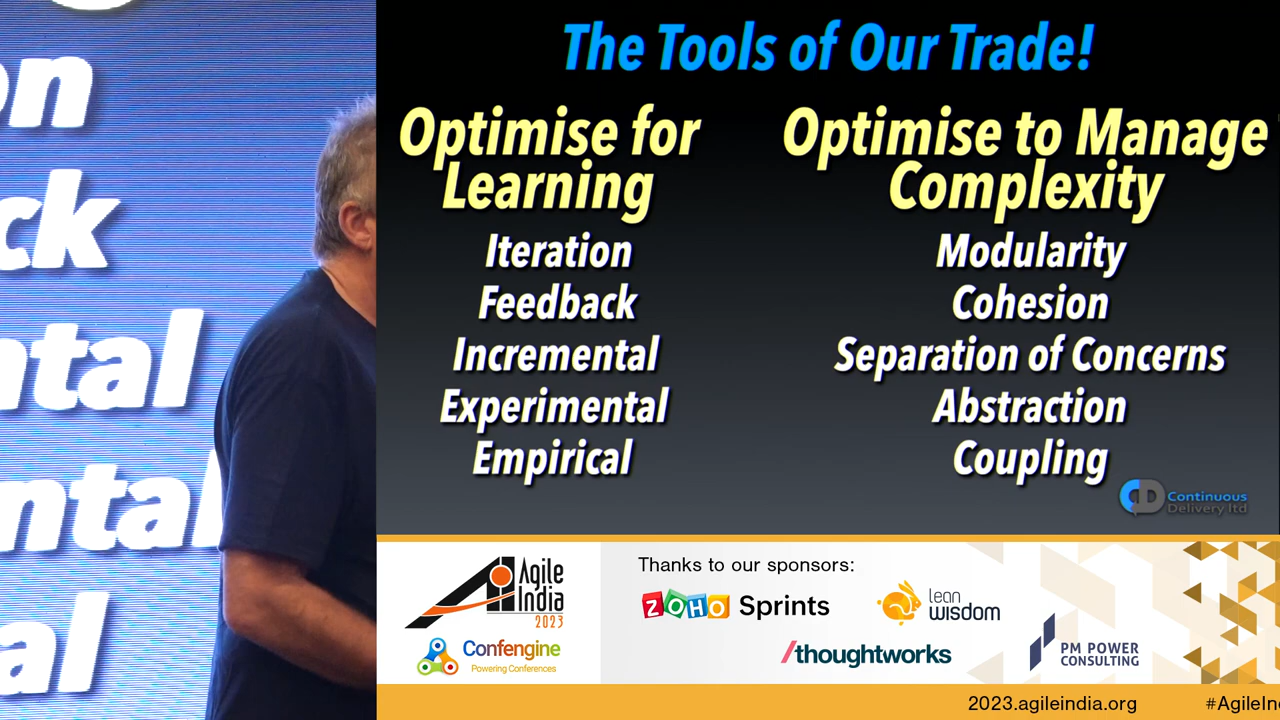 on
ck
ntal
ntal
al
The Tools of Our Trade!
Optimise for
Learning
Iteration
Feedback
Incremental
Experimental
Empirical
Optimise to Manage
Complexity
Modularity
Cohesion
Separation of Concerns
Abstraction
Coupling
CD Continuous
Delivery ltd
Agile
India
2023
Confengine
Powering Conferences
Thanks to our sponsors:
ZOHO Sprints
lean
wisdom
/thoughtworks
PM POWER
CONSULTING
2023.agileindia.org
#AgileIn